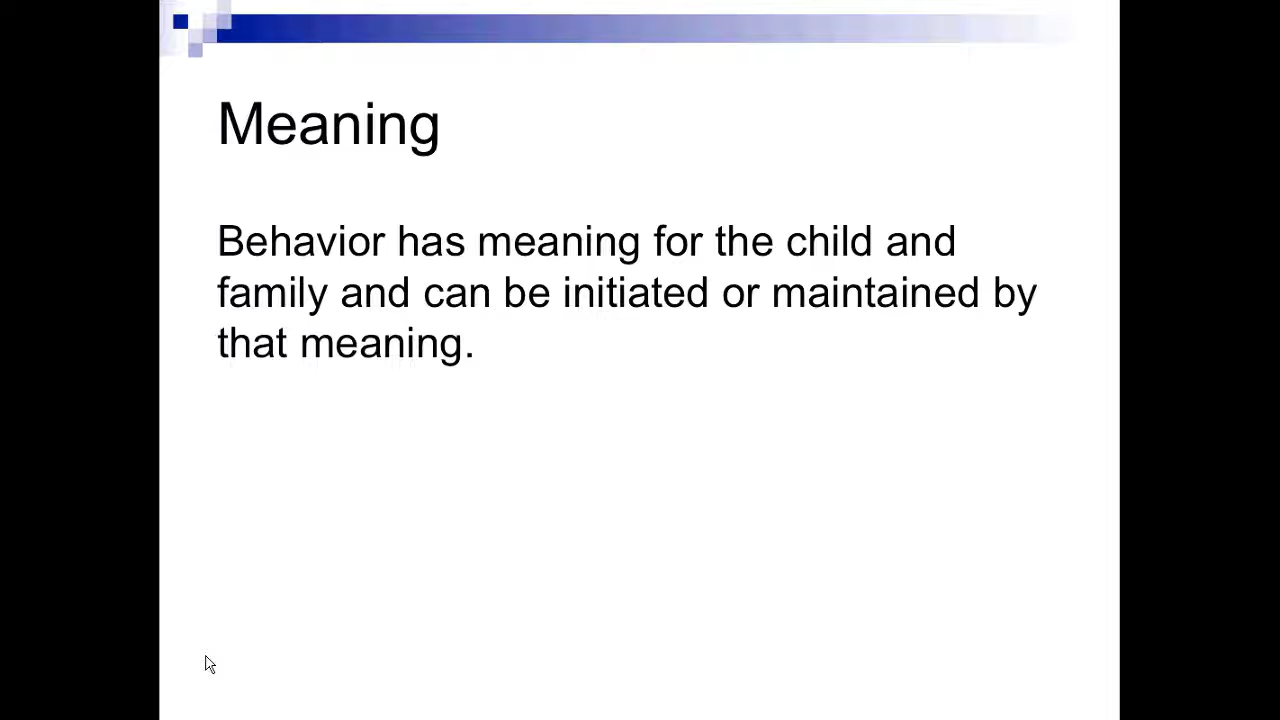 Meaning
Behavior has meaning for the child and
family and can be initiated or maintained by
that meaning.